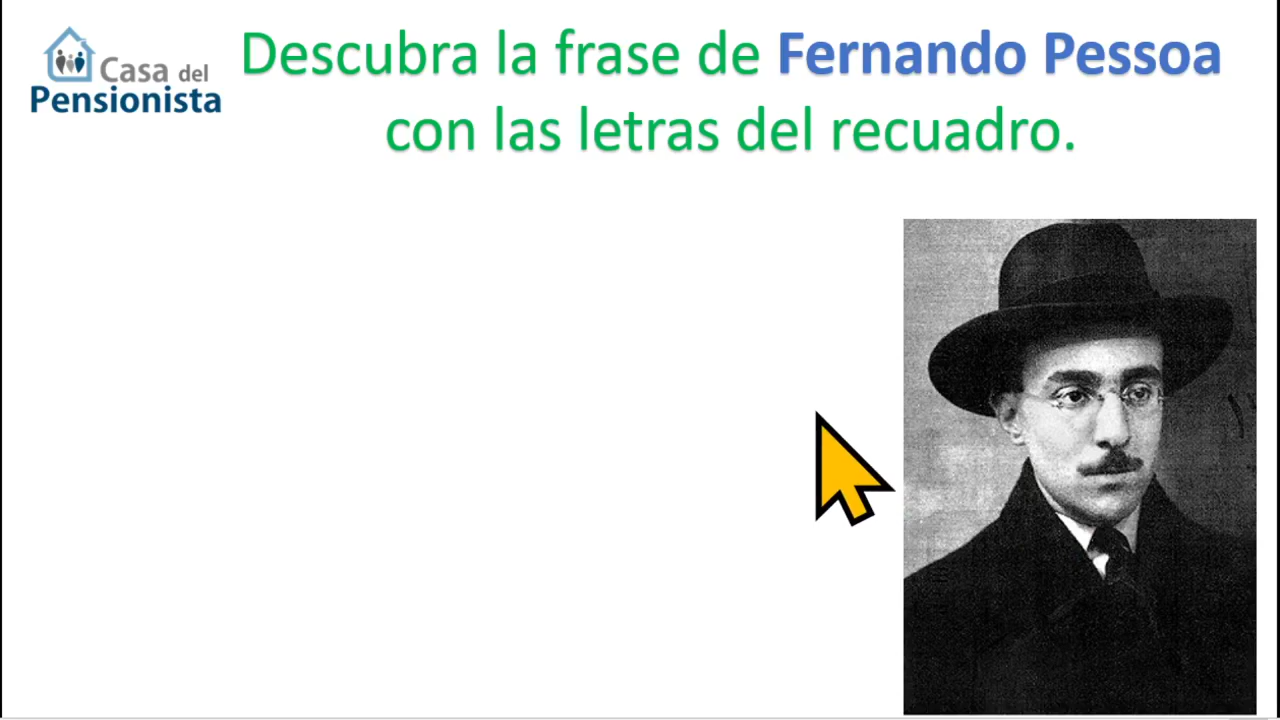 Casa del
Pensionista
Descubra la frase de Fernando Pessoa
con las letras del recuadro.